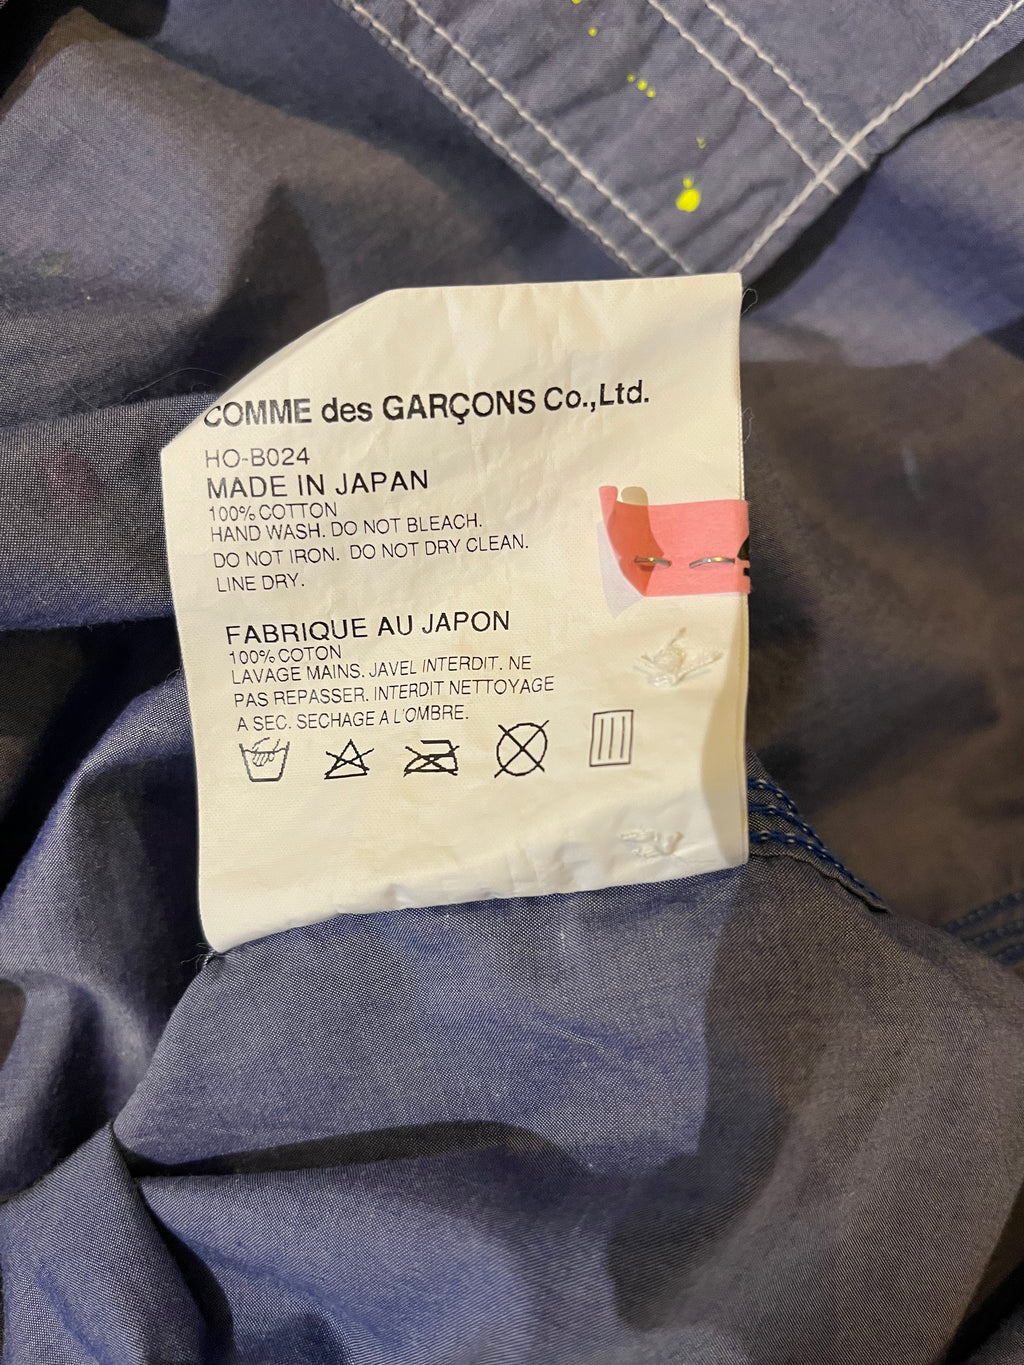 COMME des GARÇONS Co.,Ltd.
HO-B024
MADE IN JAPAN
100% COTTON
HAND WASH. DO NOT BLEACH.
DO NOT IRON. DO NOT DRY CLEAN.
LINE DRY.
FABRIQUE AU JAPON
100% COTON
LAVAGE MAINS. JAVEL INTERDIT. NE
PAS REPASSER. INTERDIT NETTOYAGE
A SEC. SECHAGE A L'OMBRE.